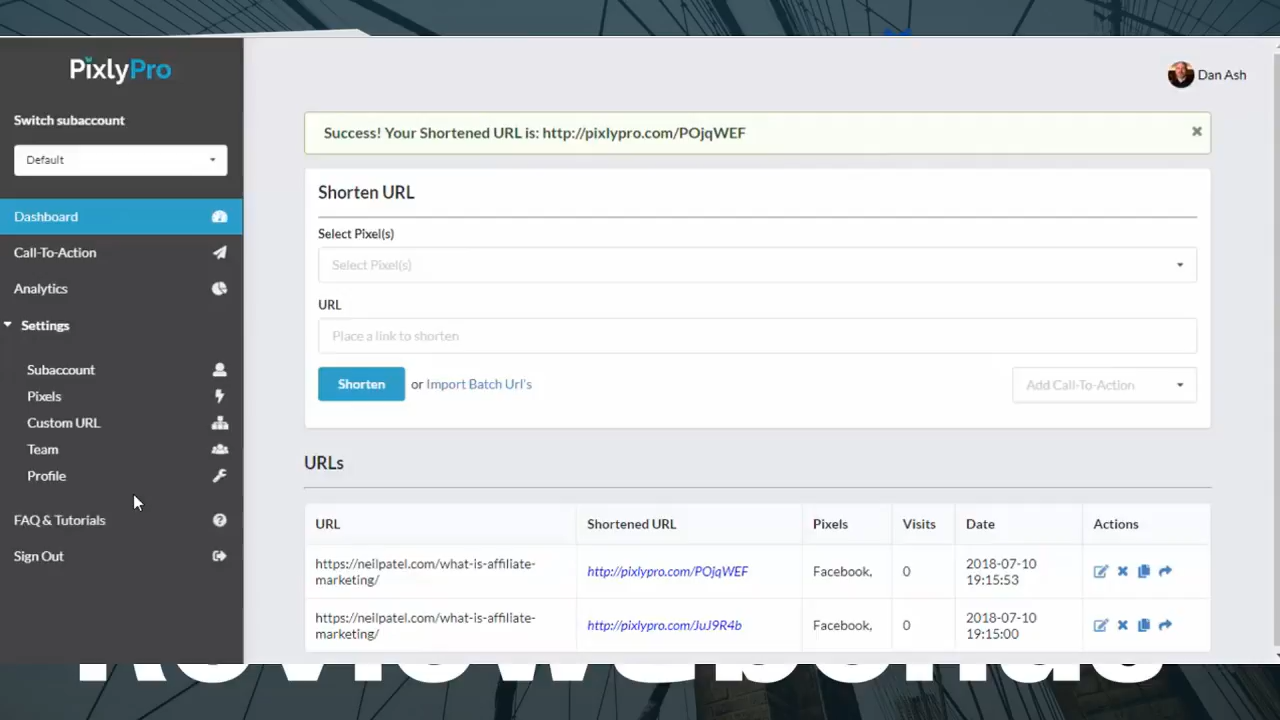 PixlyPro
Dan Ash
Switch subaccount
Default
Dashboard
Call-To-Action
Analytics
Settings
Subaccount
Pixels
Custom URL
Team
Profile
FAQ & Tutorials
Sign Out
Success! Your Shortened URL is: http://pixlypro.com/POjqWEF
Shorten URL
Select Pixel(s)
Select Pixel(s)
URL
Place a link to shorten
Shorten or Import Batch Url's
Add Call-To-Action
URLs
URL Shortened URL Pixels Visits Date Actions
https://neilpatel.com/what-is-affiliate-
marketing/
http://pixlypro.com/POjqWEF
Facebook,
0
2018-07-10
19:15:53
https://neilpatel.com/what-is-affiliate-
marketing/
http://pixlypro.com/JuJ9R4b
Facebook,
0
2018-07-10
19:15:00